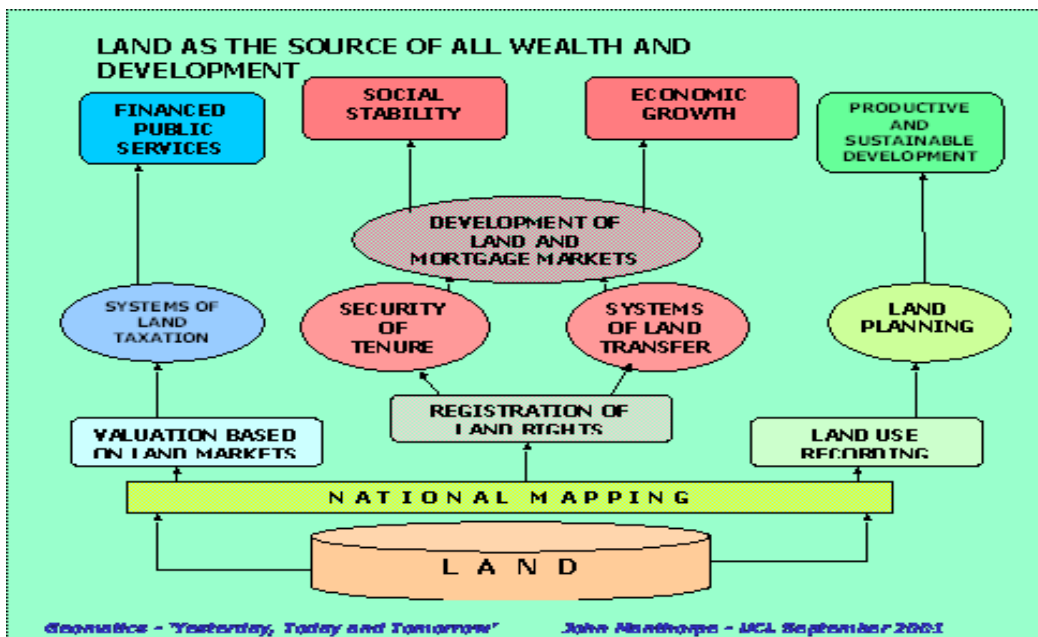 LAND AS THE SOURCE OF ALL WEALTH AND
DEVELOPMENT
FINANCED
PUBLIC
SERVICES
SOCIAL
STABILITY
ECONOMIC
GROWTH
PRODUCTIVE
AND
SUSTAINABLE
DEVELOPMENT
DEVELOPMENT OF
LAND AND
MORTGAGE MARKETS
SYSTEMS OF
LAND
TAXATION
SECURITY
OF
TENURE
SYSTEMS
OF LAND
TRANSFER
LAND
PLANNING
VALUATION BASED
ON LAND MARKETS
REGISTRATION OF
LAND RIGHTS
LAND USE
RECORDING
NATIONAL MAPPING
LAND
Geomatics - 'Yesterday, Today and Tomorrow'
John Manthorpe - UCL September 2001